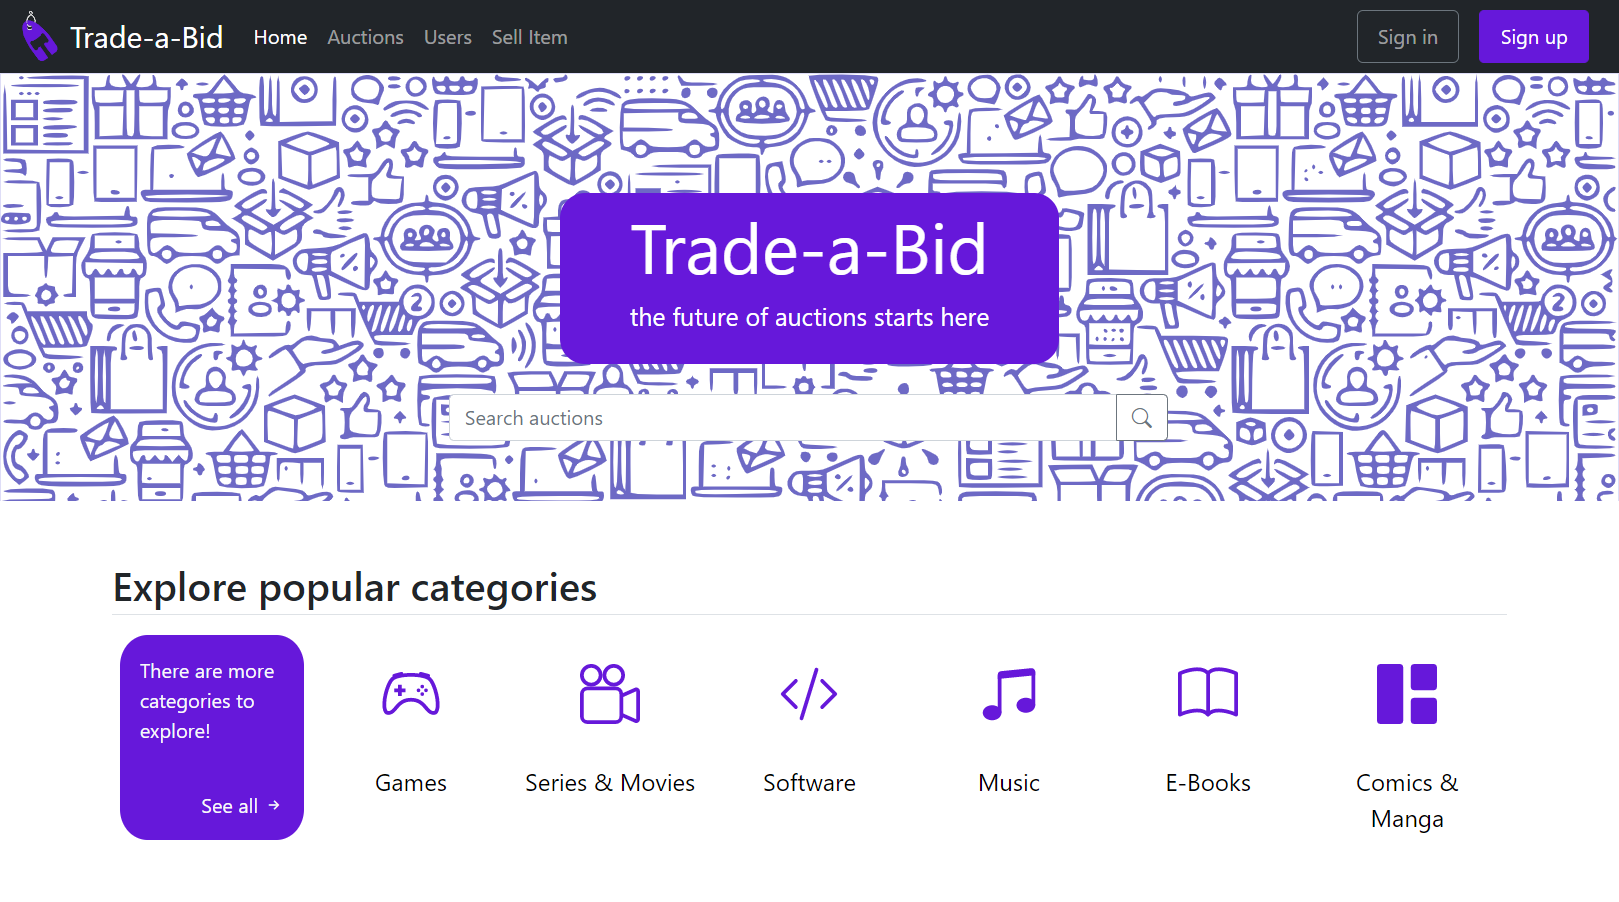 Trade-a-Bid Home Auctions Users Sell Item Sign in Sign up
Trade-a-Bid
the future of auctions starts here
Search auctions
Explore popular categories
There are more
categories to
explore!
See all
Games
Series & Movies
Software
Music
E-Books
Comics &
Manga